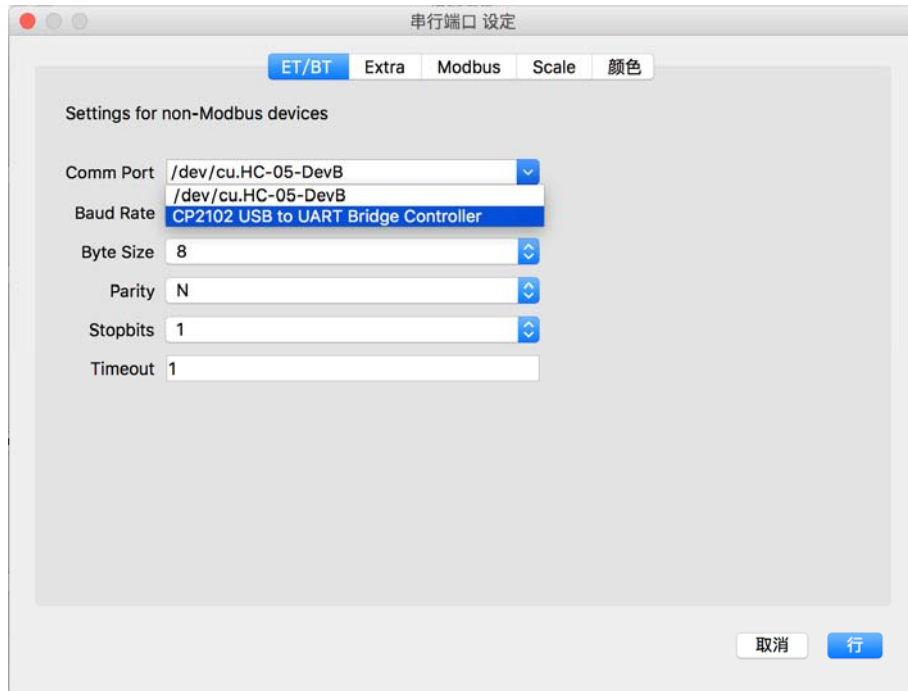 串行端口 设定
ET/BT Extra Modbus Scale 颜色
Settings for non-Modbus devices
Comm Port /dev/cu.HC-05-DevB
/dev/cu.HC-05-DevB
Baud Rate CP2102 USB to UART Bridge Controller
Byte Size 8
Parity N
Stopbits 1
Timeout 1
取消 行